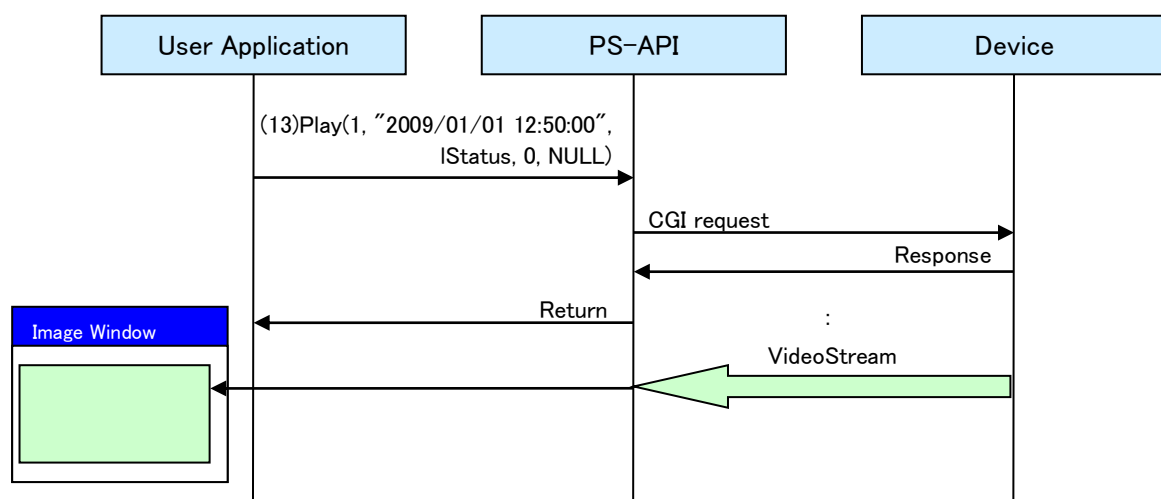 User Application
PS-API
Device
(13)Play(1, "2009/01/01 12:50:00",
lStatus, 0, NULL)
CGI request
Response
Return
:
Image Window
VideoStream